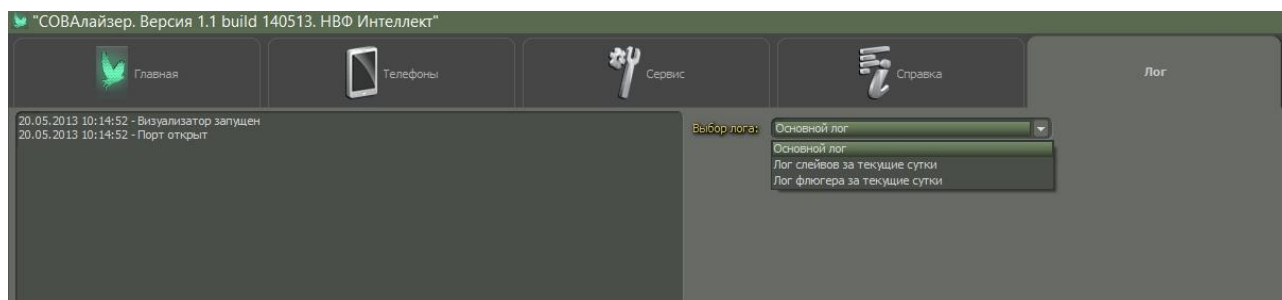 "СОВАлайзер. Версия 1.1 build 140513. НВФ Интеллект"
Главная
Телефоны
Сервис
Справка
Лог
20.05.2013 10:14:52 - Визуализатор запущен
20.05.2013 10:14:52 - Порт открыт
Выбор лога:
Основной лог
Основной лог
Лог слейвов за текущие сутки
Лог флюгера за текущие сутки